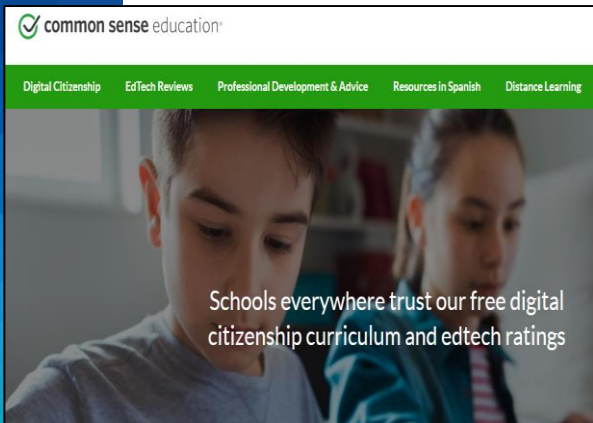 common sense education®
Digital Citizenship EdTech Reviews Professional Development & Advice Resources in Spanish Distance Learning
Schools everywhere trust our free digital
citizenship curriculum and edtech ratings